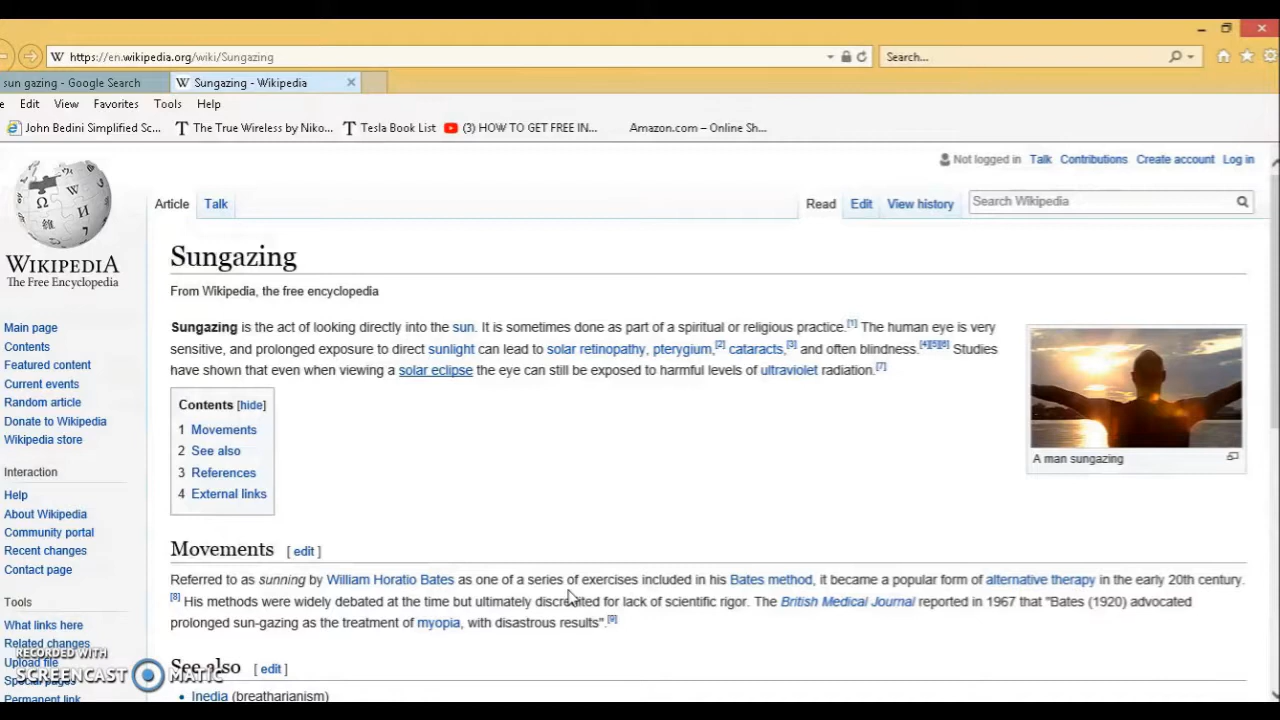 https://en.wikipedia.org/wiki/Sungazing
Search...
sun gazing - Google Search
W Sungazing - Wikipedia
Edit View Favorites Tools Help
John Bedini Simplified Sc... The True Wireless by Niko... Tesla Book List (3) HOW TO GET FREE IN... Amazon.com – Online Sh...
Not logged in Talk Contributions Create account Log in
Article Talk
Read Edit View history
Search Wikipedia
WIKIPEDIA
The Free Encyclopedia
Main page
Contents
Featured content
Current events
Random article
Donate to Wikipedia
Wikipedia store
Interaction
Help
About Wikipedia
Community portal
Recent changes
Contact page
Tools
What links here
Related changes
Upload file
Special pages
Permanent link
Sungazing
From Wikipedia, the free encyclopedia
Sungazing is the act of looking directly into the sun. It is sometimes done as part of a spiritual or religious practice.[1] The human eye is very
sensitive, and prolonged exposure to direct sunlight can lead to solar retinopathy, pterygium,[2] cataracts,[3] and often blindness.[4][5][6] Studies
have shown that even when viewing a solar eclipse the eye can still be exposed to harmful levels of ultraviolet radiation.[7]
A man sungazing
Contents [hide]
1 Movements
2 See also
3 References
4 External links
Movements [ edit ]
Referred to as sunning by William Horatio Bates as one of a series of exercises included in his Bates method, it became a popular form of alternative therapy in the early 20th century.
[8] His methods were widely debated at the time but ultimately discredited for lack of scientific rigor. The British Medical Journal reported in 1967 that "Bates (1920) advocated
prolonged sun-gazing as the treatment of myopia, with disastrous results".[9]
See also [ edit ]
Inedia (breatharianism)
RECORDED WITH
SCREENCAST MATIC